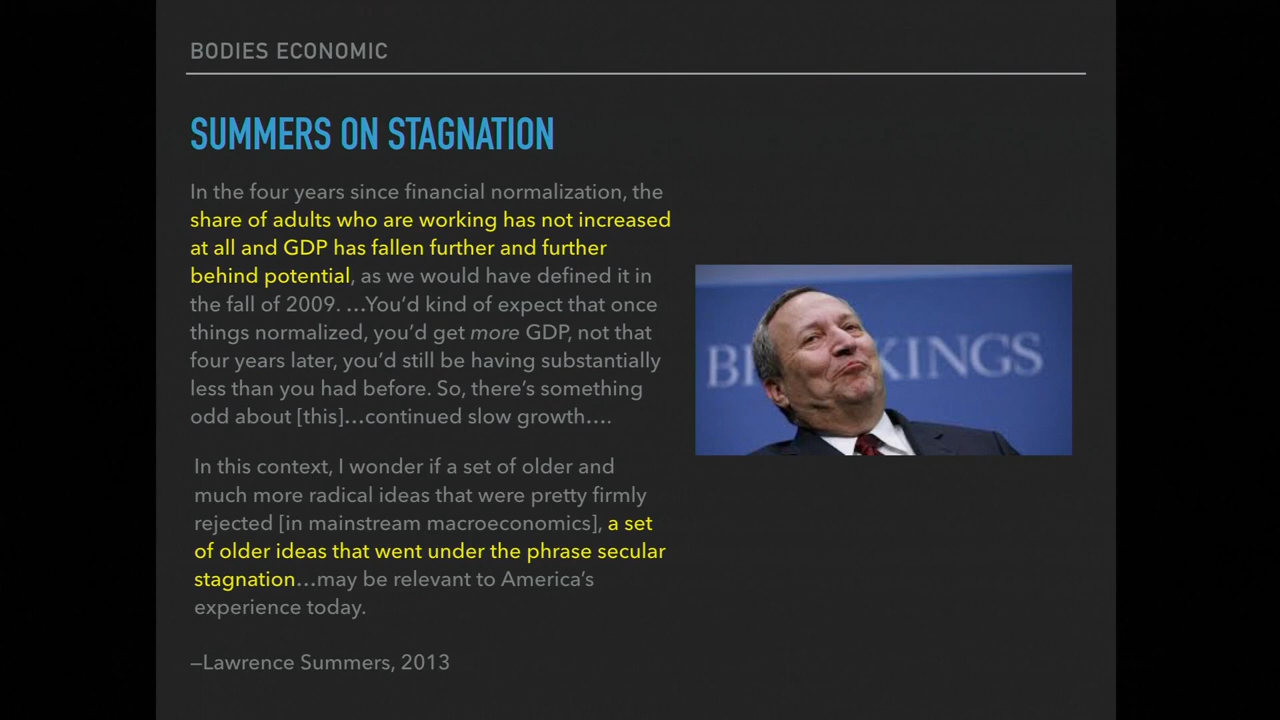 BODIES ECONOMIC
SUMMERS ON STAGNATION
In the four years since financial normalization, the
share of adults who are working has not increased
at all and GDP has fallen further and further
behind potential, as we would have defined it in
the fall of 2009. …You’d kind of expect that once
things normalized, you’d get more GDP, not that
four years later, you’d still be having substantially
less than you had before. So, there’s something
odd about [this]…continued slow growth….
In this context, I wonder if a set of older and
much more radical ideas that were pretty firmly
rejected [in mainstream macroeconomics], a set
of older ideas that went under the phrase secular
stagnation…may be relevant to America’s
experience today.
—Lawrence Summers, 2013